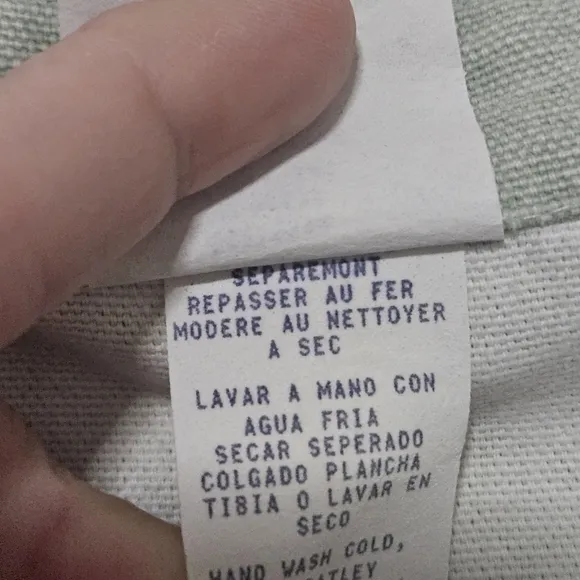 SEPAREMONT
REPASSER AU FER
MODERE AU NETTOYER
A SEC
LAVAR A MANO CON
AGUA FRIA
SECAR SEPERADO
COLGADO PLANCHA
TIBIA O LAVAR EN
SECO
HAND WASH COLD,